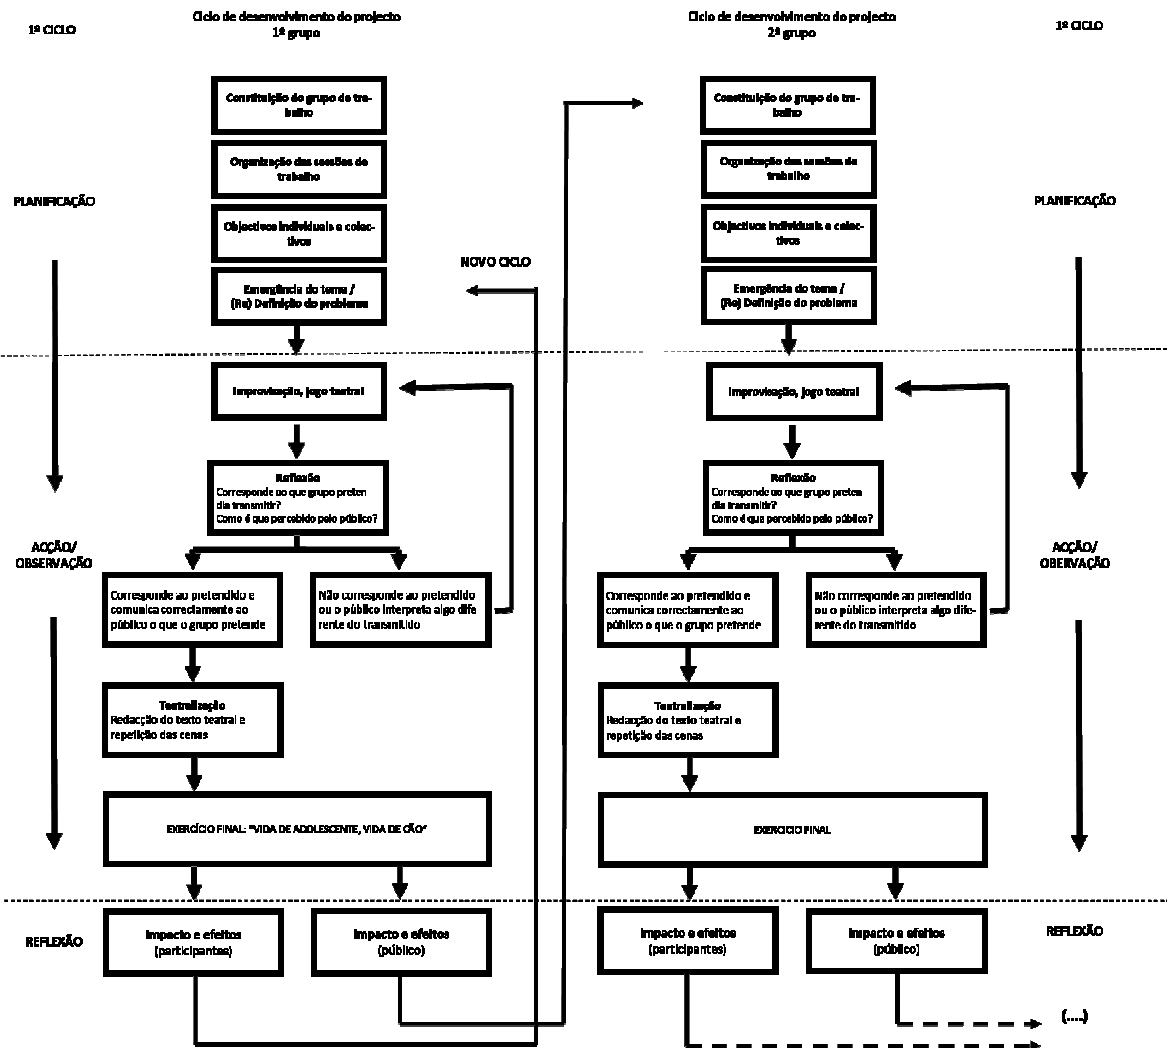 1º CICLO
Ciclo de desenvolvimento do projecto
1º grupo
PLANIFICAÇÃO
Constituição do grupo de tra-
balho
Organização das sessões de
trabalho
Objectivos individuais e colec-
tivos
Emergência do tema /
(Re) Definição do problema
NOVO CICLO
ACÇÃO/
OBSERVAÇÃO
Improvisação, jogo teatral
Reflexão
Corresponde ao que grupo preten
dia transmitir?
Como é que percebido pelo público?
Corresponde ao pretendido e
comunica correctamente ao
público o que o grupo pretende
Não corresponde ao pretendido
ou o público interpreta algo dife
rente do transmitido
Teatralização
Redacção do texto teatral e
repetição das cenas
EXERCÍCIO FINAL: "VIDA DE ADOLESCENTE, VIDA DE CÃO"
REFLEXÃO
Impacto e efeitos
(participantes)
Impacto e efeitos
(público)
Ciclo de desenvolvimento do projecto
2º grupo
1º CICLO
Constituição do grupo de tra-
balho
Organização das sessões de
trabalho
Objectivos individuais e colec-
tivos
Emergência do tema /
(Re) Definição do problema
PLANIFICAÇÃO
Improvisação, jogo teatral
Reflexão
Corresponde ao que grupo preten
dia transmitir?
Como é que percebido pelo público?
Corresponde ao pretendido e
comunica correctamente ao
público o que o grupo pretende
Não corresponde ao pretendido
ou o público interpreta algo dife-
rente do transmitido
ACÇÃO/
OBERVAÇÃO
Teatralização
Redacção do texto teatral e
repetição das cenas
EXERCICIO FINAL
Impacto e efeitos
(participantes)
Impacto e efeitos
(público)
REFLEXÃO
(....)